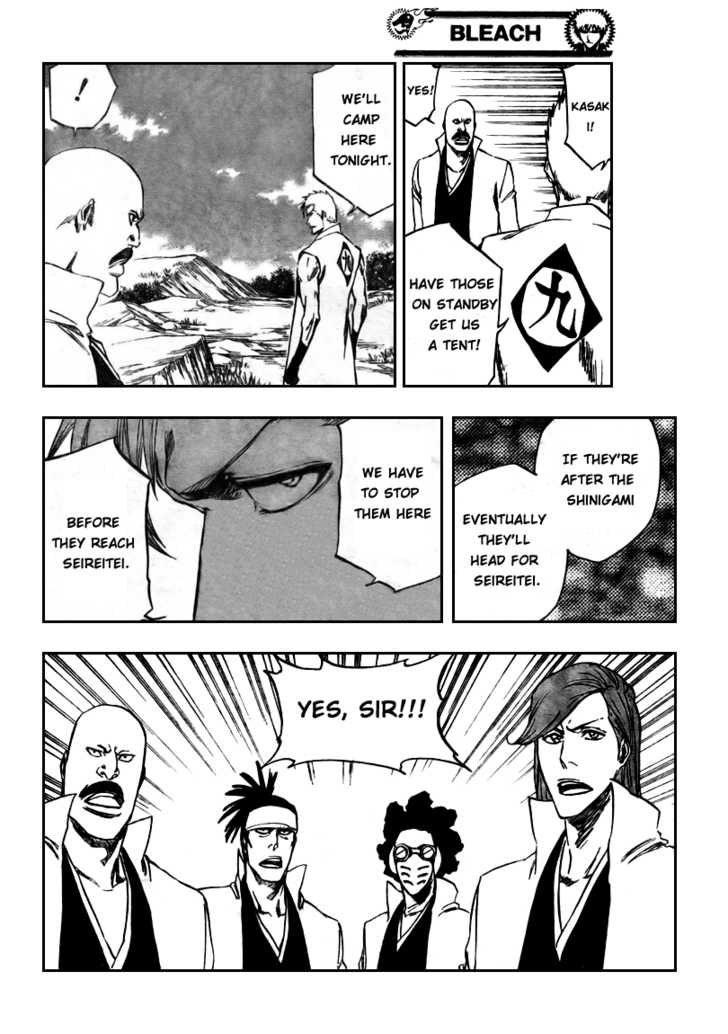 BLEACH
KASAK
I!
YES!
HAVE THOSE
ON STANDBY
GET US
A TENT!
九
WE'LL
CAMP
HERE
TONIGHT.
九
!
IF THEY'RE
AFTER THE
SHINIGAMI
EVENTUALLY
THEY'LL
HEAD FOR
SEIREITEI.
WE HAVE
TO STOP
THEM HERE
BEFORE
THEY REACH
SEIREITEI.
YES, SIR!!!